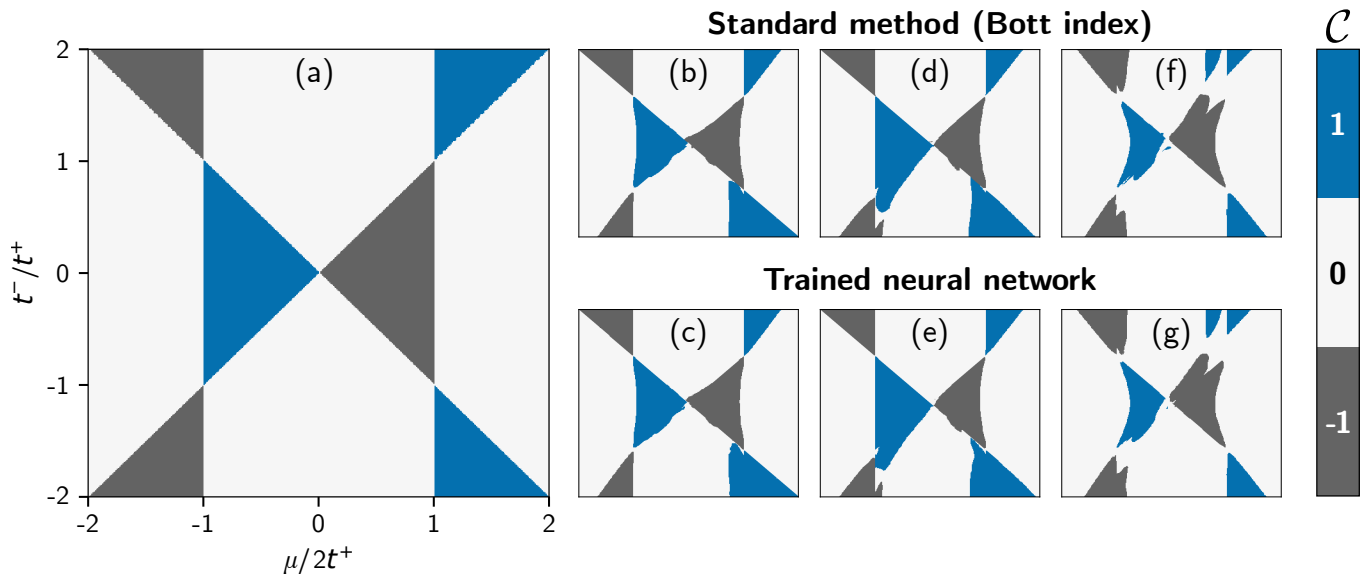 Standard method (Bott index)
(a)
(b)
(d)
(f)
Trained neural network
(c)
(e)
(g)
2
1
0
-1
-2
t⁻/t⁺
-2
-1
0
1
2
μ/2t⁺
𝒞
1
0
-1